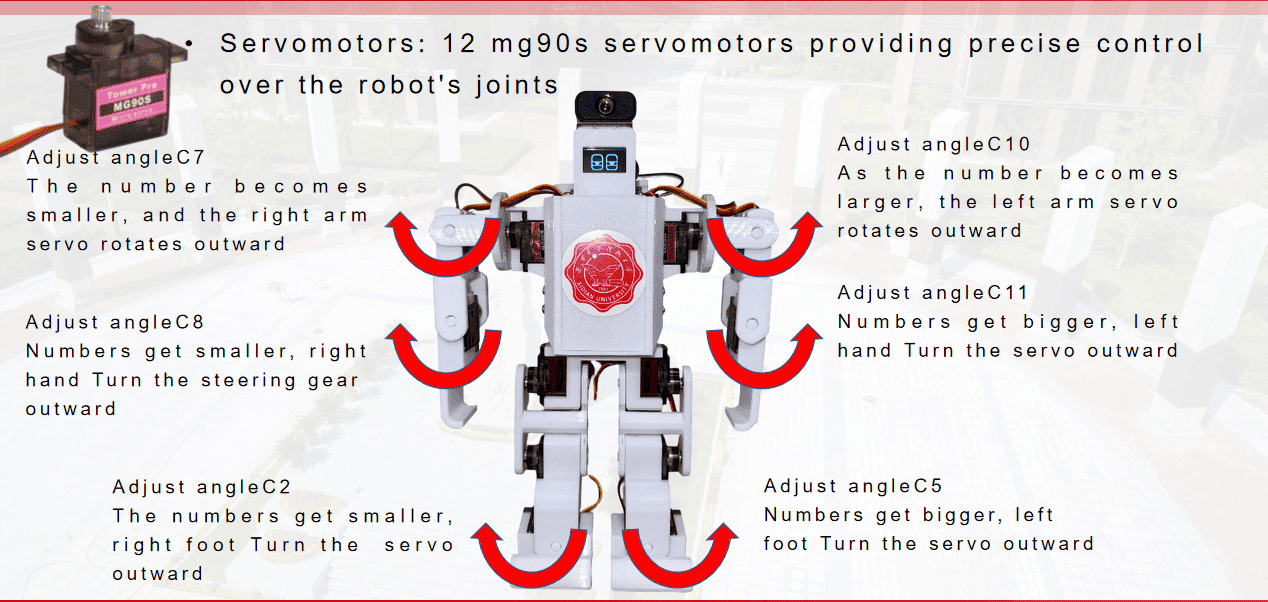 • Servomotors: 12 mg90s servomotors providing precise control
over the robot's joints
Tower Pro
MG90S
Micro Servo
Adjust angleC7
The number becomes
smaller, and the right arm
servo rotates outward
Adjust angleC10
As the number becomes
larger, the left arm servo
rotates outward
Adjust angleC8
Numbers get smaller, right
hand Turn the steering gear
outward
Adjust angleC11
Numbers get bigger, left
hand Turn the servo outward
XIDIAN UNIVERSITY
Adjust angleC2
The numbers get smaller,
right foot Turn the servo
outward
Adjust angleC5
Numbers get bigger, left
foot Turn the servo outward